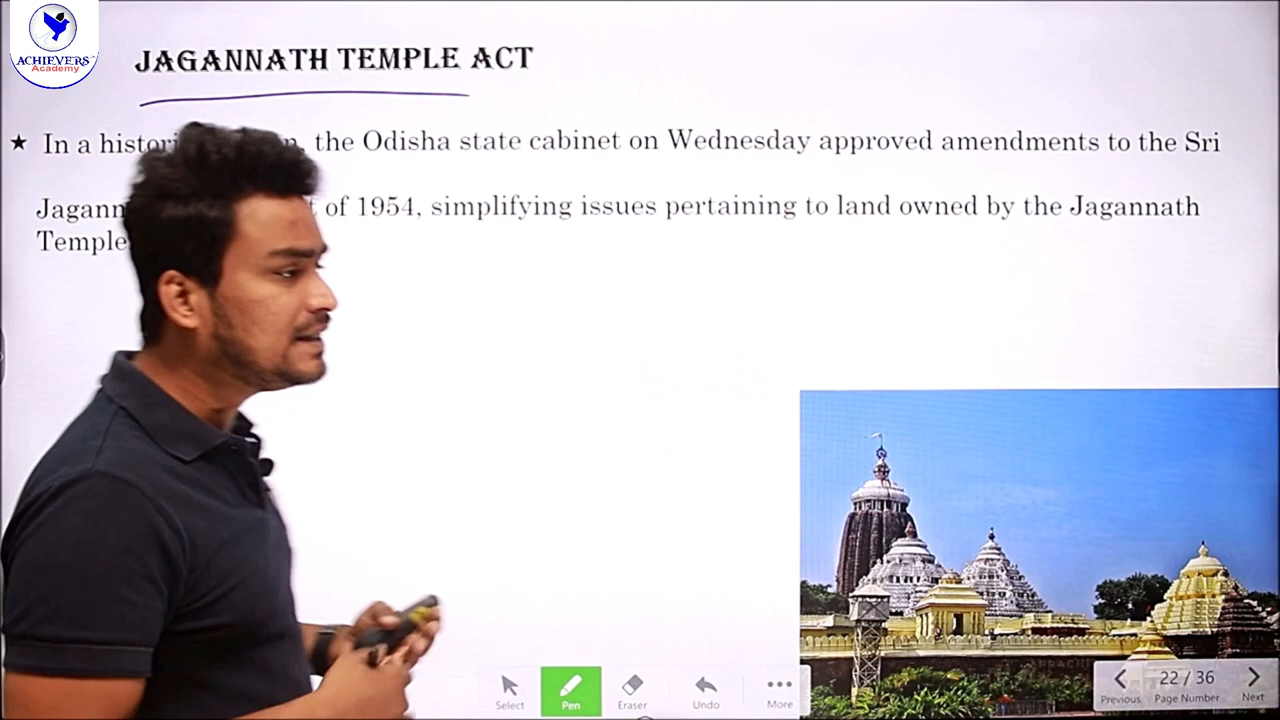 ACHIEVERS
Academy
JAGANNATH TEMPLE ACT
★ In a histori the Odisha state cabinet on Wednesday approved amendments to the Sri
Jagann of 1954, simplifying issues pertaining to land owned by the Jagannath
Temple
Select
Pen
Eraser
Undo
More
Previous
22 / 36
Page Number
Next